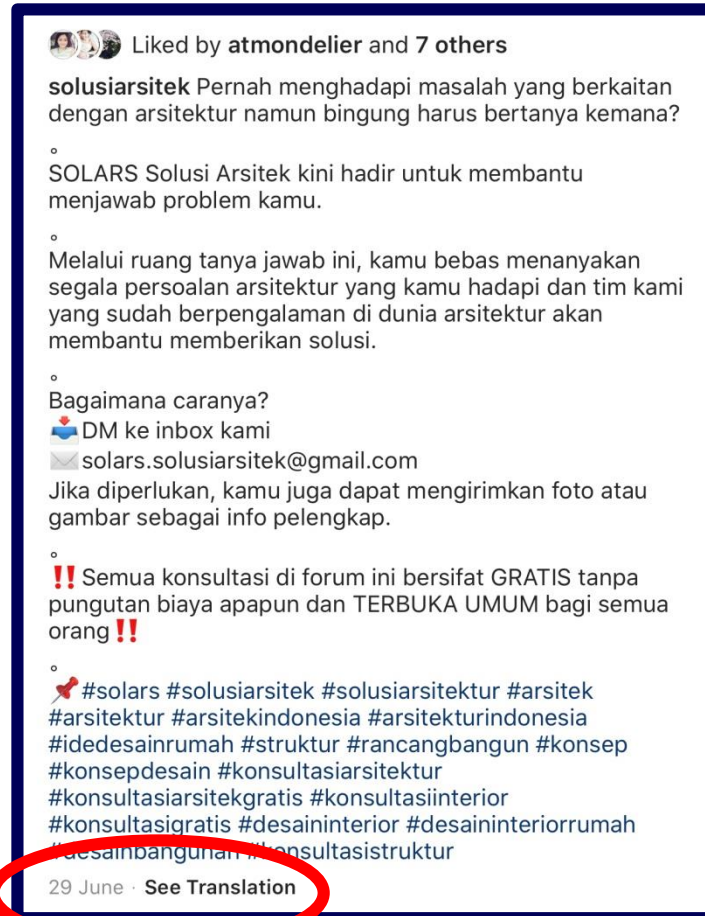 Liked by atmondelier and 7 others
solusiarsitek Pernah menghadapi masalah yang berkaitan
dengan arsitektur namun bingung harus bertanya kemana?
。
SOLARS Solusi Arsitek kini hadir untuk membantu
menjawab problem kamu.
。
Melalui ruang tanya jawab ini, kamu bebas menanyakan
segala persoalan arsitektur yang kamu hadapi dan tim kami
yang sudah berpengalaman di dunia arsitektur akan
membantu memberikan solusi.
。
Bagaimana caranya?
📥DM ke inbox kami
✉️solars.solusiarsitek@gmail.com
Jika diperlukan, kamu juga dapat mengirimkan foto atau
gambar sebagai info pelengkap.
。
‼️Semua konsultasi di forum ini bersifat GRATIS tanpa
pungutan biaya apapun dan TERBUKA UMUM bagi semua
orang‼️
。
📌#solars #solusiarsitek #solusiarsitektur #arsitek
#arsitektur #arsitekindonesia #arsitekturindonesia
#idedesainrumah #struktur #rancangbangun #konsep
#konsepdesain #konsultasiarsitektur
#konsultasiarsitekgratis #konsultasiinterior
#konsultasigratis #desaininterior #desaininteriorrumah
#desainbangunan #konsultasistruktur
29 June · See Translation